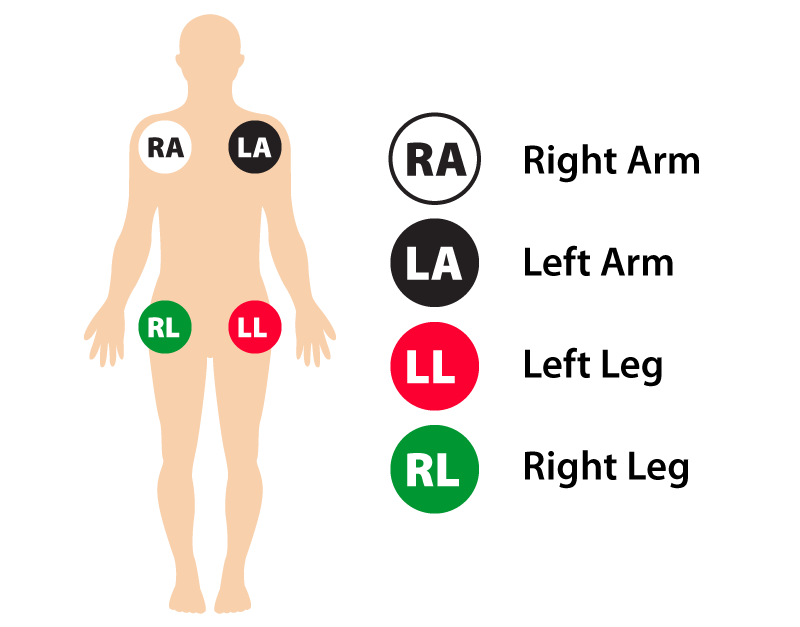 RA LA
RL LL
RA Right Arm
LA Left Arm
LL Left Leg
RL Right Leg